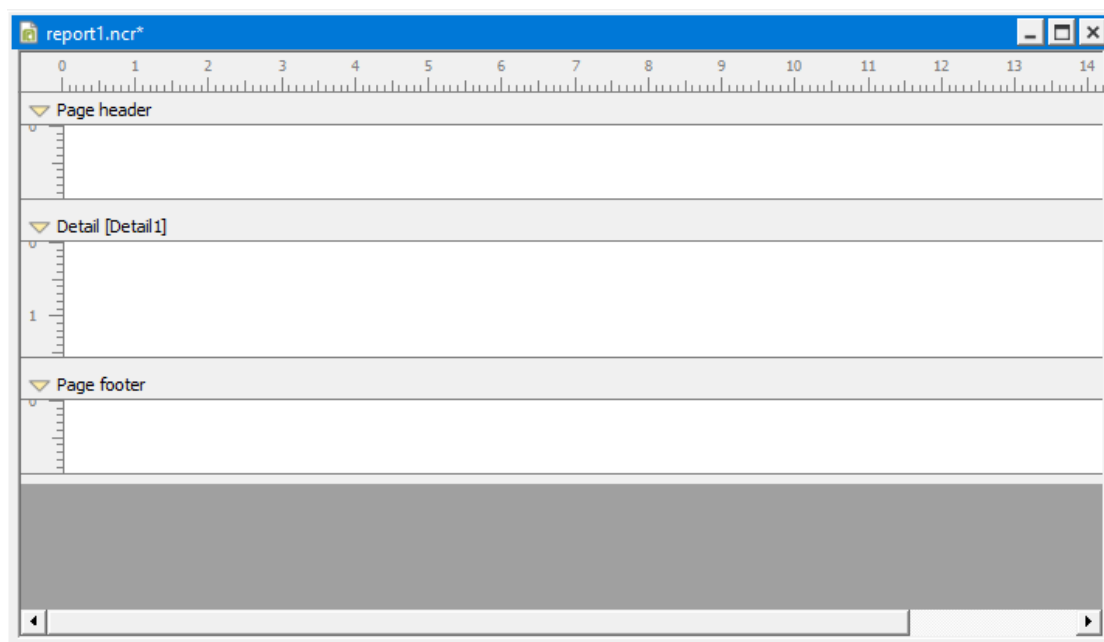 report1.ncr*
0 1 2 3 4 5 6 7 8 9 10 11 12 13 14
Page header
0
Detail [Detail1]
0
1
Page footer
0